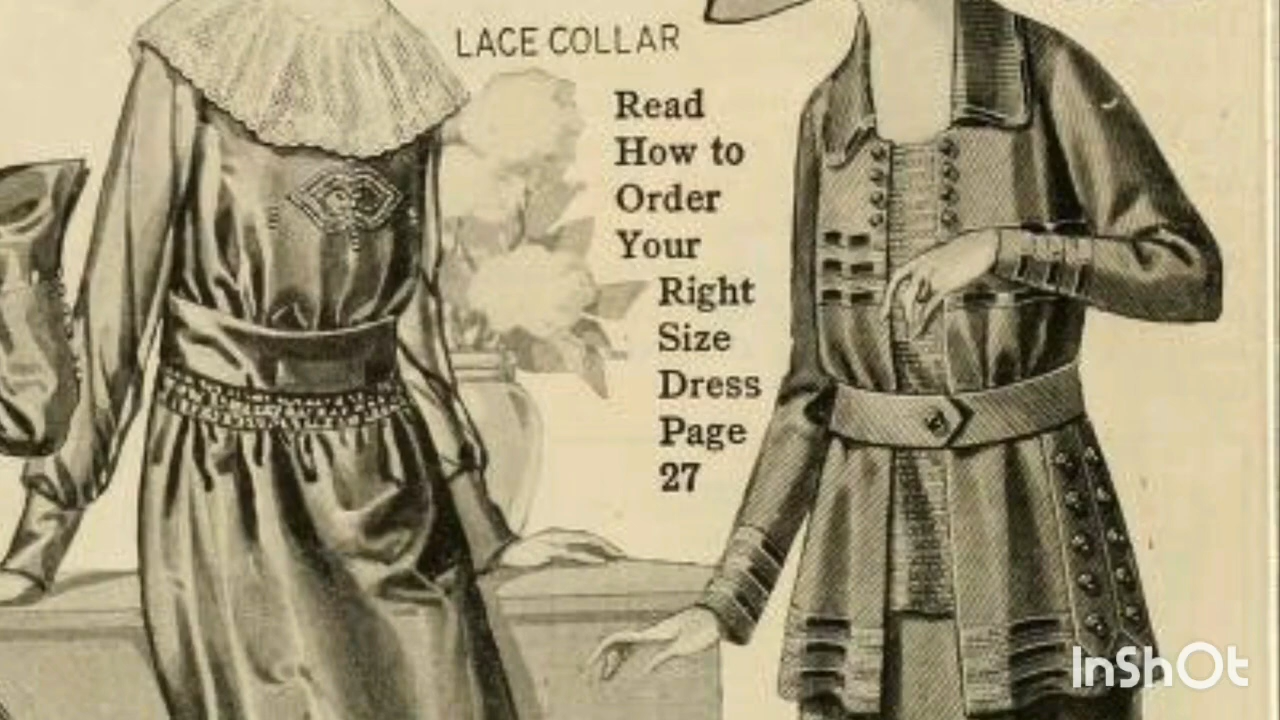 LACE COLLAR
Read
How to
Order
Your
Right
Size
Dress
Page
27
InShOt